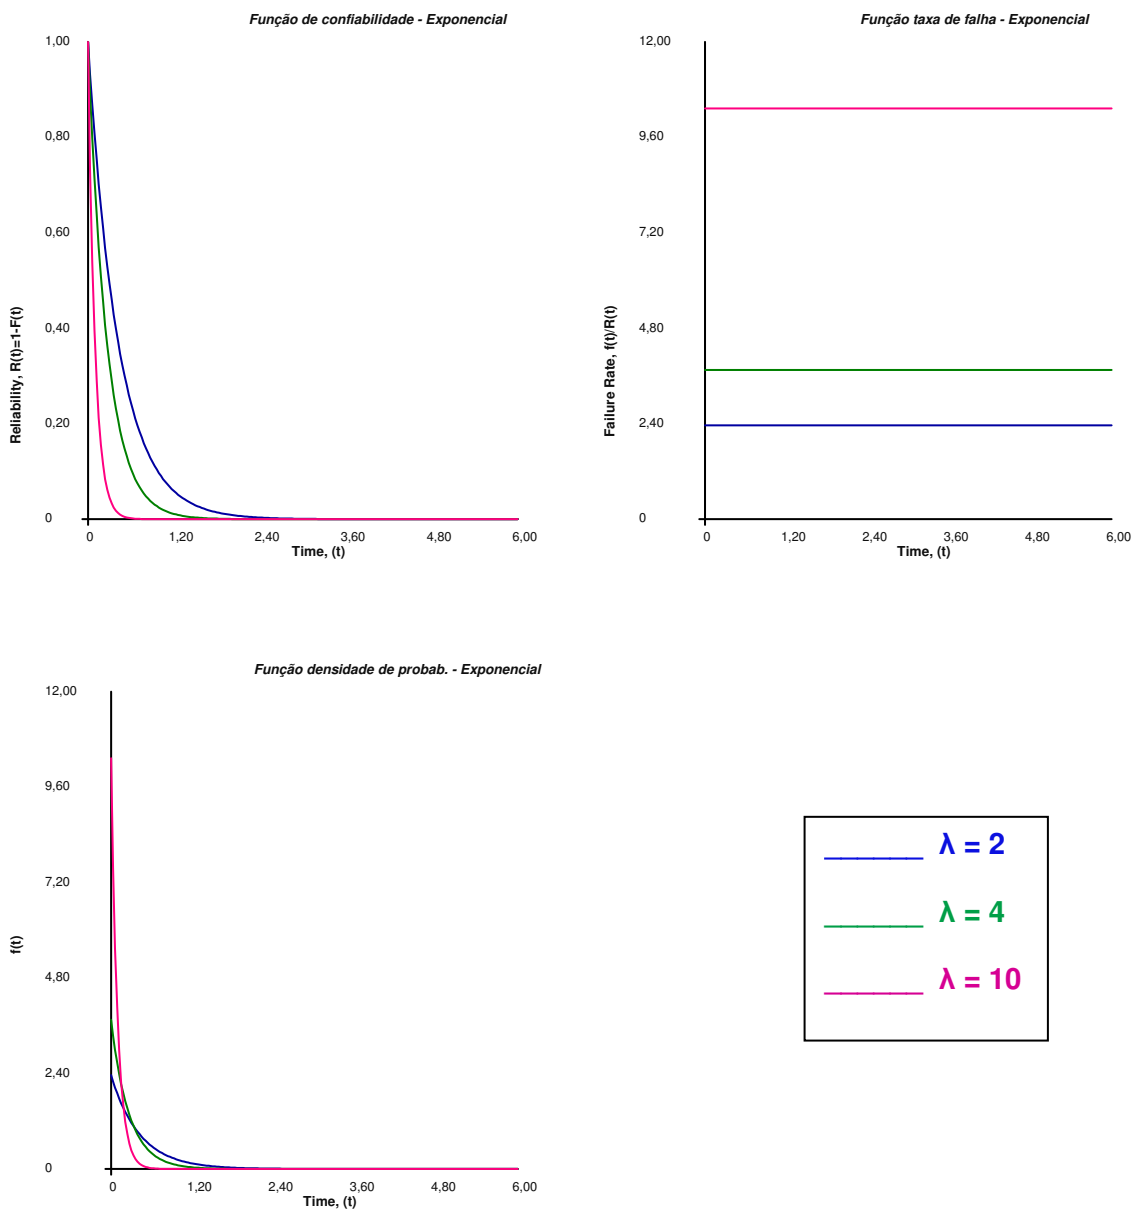 Função de confiabilidade - Exponencial
1,00
0,80
0,60
0,40
0,20
0
Reliability, R(t)=1-F(t)
0 1,20 2,40 3,60 4,80 6,00
Time, (t)
Função taxa de falha - Exponencial
12,00
9,60
7,20
4,80
2,40
0
Failure Rate, f(t)/R(t)
0 1,20 2,40 3,60 4,80 6,00
Time, (t)
Função densidade de probab. - Exponencial
12,00
9,60
7,20
4,80
2,40
0
f(t)
0 1,20 2,40 3,60 4,80 6,00
Time, (t)
λ = 2
λ = 4
λ = 10